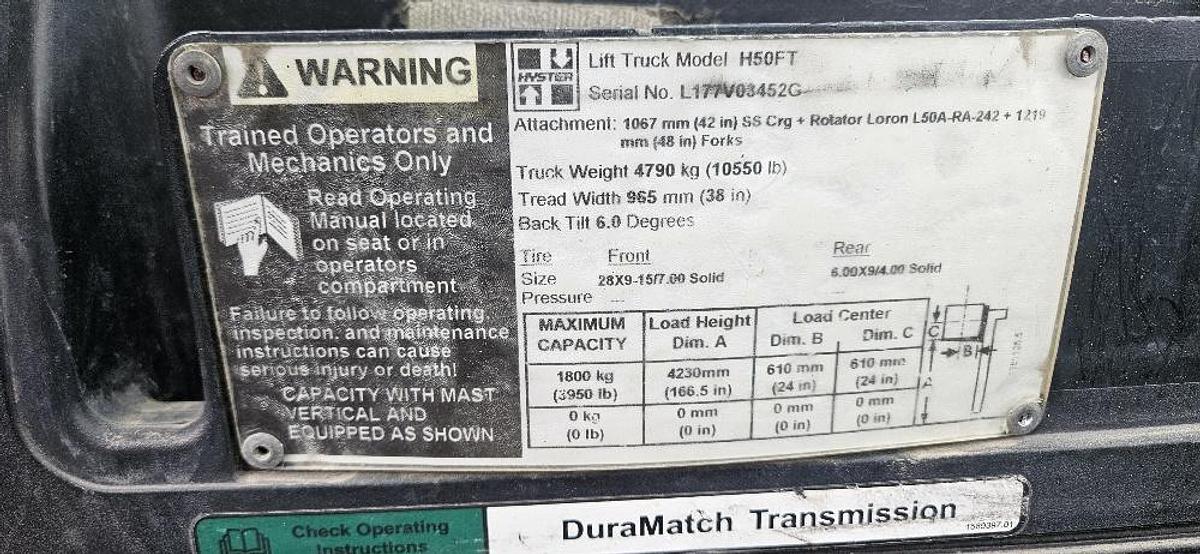 WARNING
Trained Operators and
Mechanics Only
Read Operating
Manual located
on seat or in
operators
compartment
Failure to follow operating,
inspection, and maintenance
instructions can cause
serious injury or death!
CAPACITY WITH MAST
VERTICAL AND
EQUIPPED AS SHOWN
HYSTER
Lift Truck Model H50FT
Serial No. L177V03452G
Attachment: 1067 mm (42 in) SS Crg + Rotator Loron L50A-RA-242 + 1219
mm (48 in) Forks
Truck Weight 4790 kg (10550 lb)
Tread Width 965 mm (38 in)
Back Tilt 6.0 Degrees
Tire Front Rear
Size 28X9-15/7.00 Solid 6.00X9/4.00 Solid
Pressure
MAXIMUM CAPACITY Load Height Dim. A Load Center Dim. B Dim. C
1800 kg 4230mm 610 mm 610 mm
(3950 lb) (166.5 in) (24 in) (24 in)
0 kg 0 mm 0 mm 0 mm
(0 lb) (0 in) (0 in) (0 in)
C
B
A
Check Operating
Instructions
DuraMatch Transmission
1580397-01